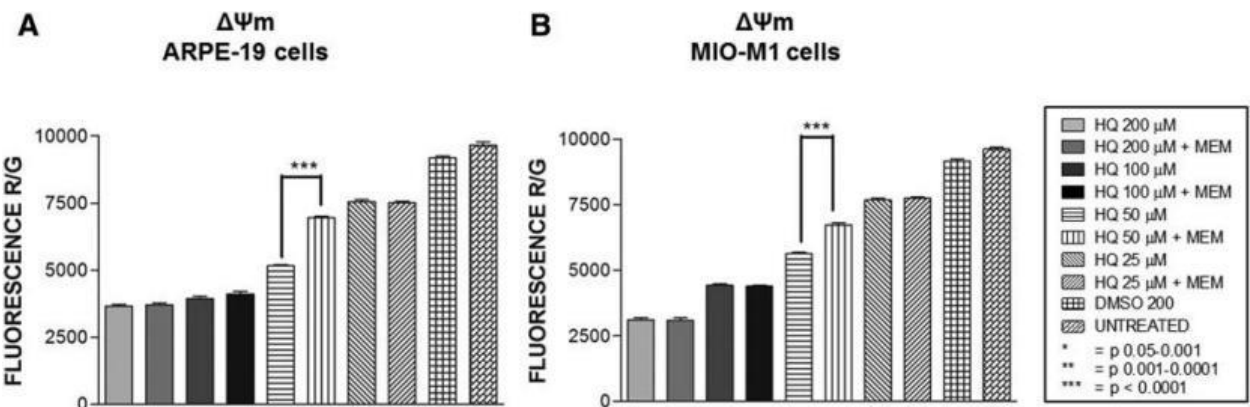 A
ΔΨm
ARPE-19 cells
FLUORESCENCE R/G
10000
7500
5000
2500
0
***
B
ΔΨm
MIO-M1 cells
FLUORESCENCE R/G
10000
7500
5000
2500
0
***
HQ 200 μM
HQ 200 μM + MEM
HQ 100 μM
HQ 100 μM + MEM
HQ 50 μM
HQ 50 μM + MEM
HQ 25 μM
HQ 25 μM + MEM
DMSO 200
UNTREATED
* = p 0.05-0.001
** = p 0.001-0.0001
*** = p < 0.0001